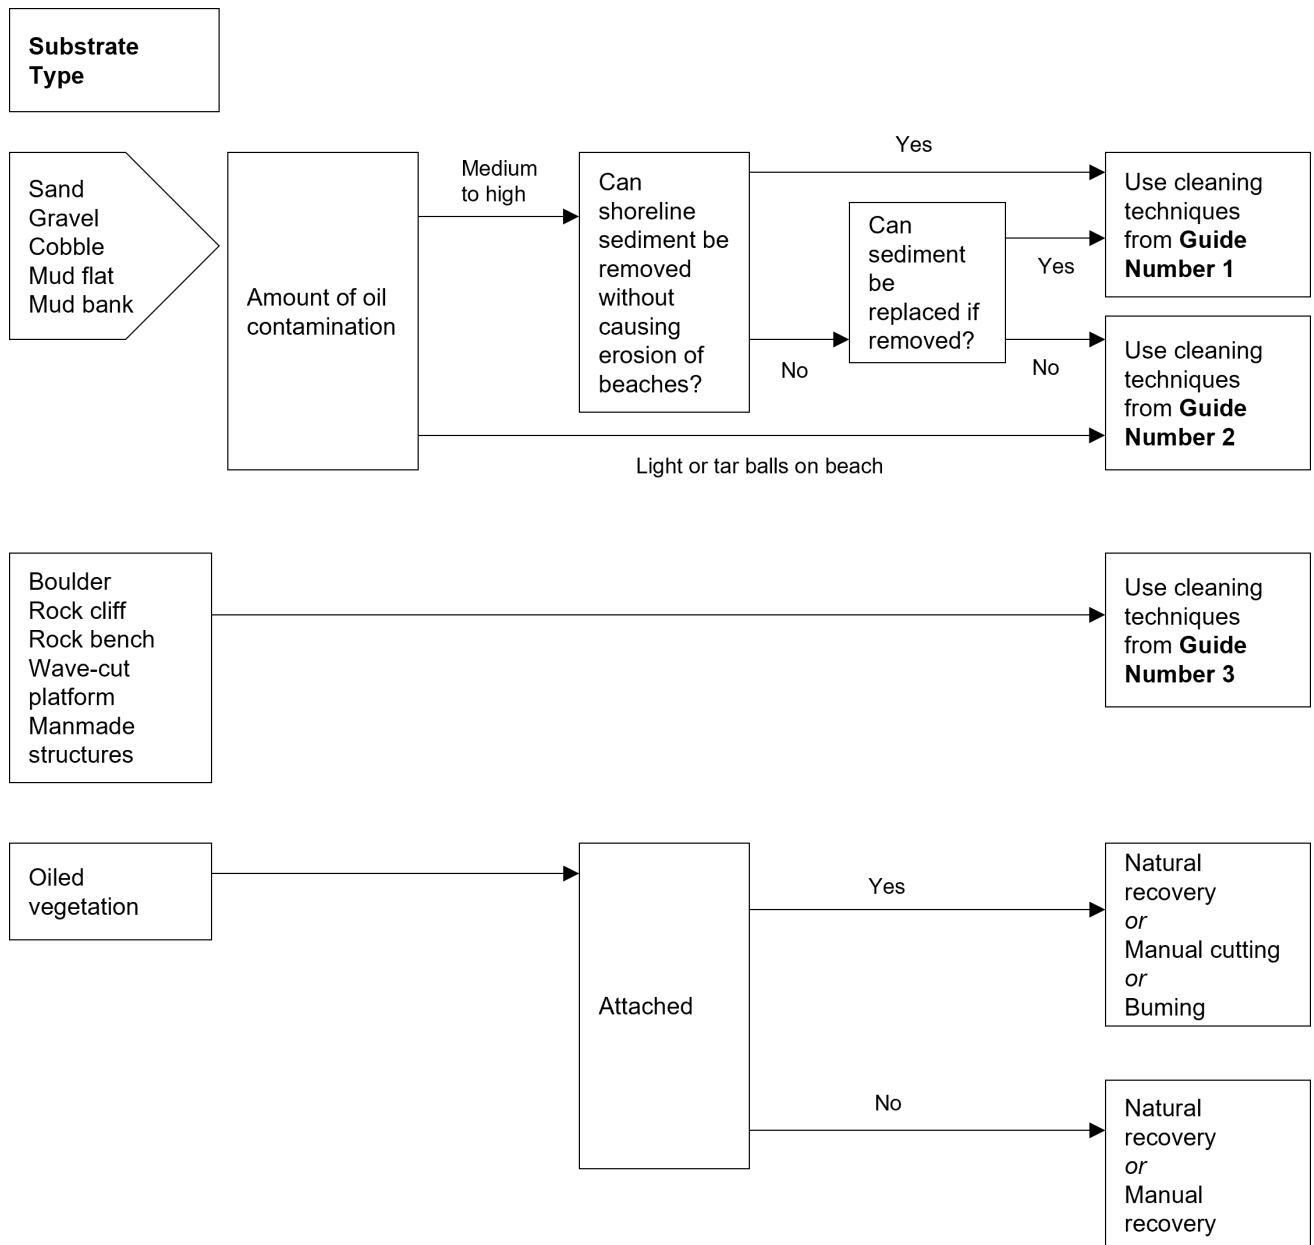 Substrate
Type
Sand
Gravel
Cobble
Mud flat
Mud bank
Amount of oil
contamination
Medium
to high
Can
shoreline
sediment be
removed
without
causing
erosion of
beaches?
Yes
No
Can
sediment
be
replaced if
removed?
Yes
No
Use cleaning
techniques
from Guide
Number 1
Use cleaning
techniques
from Guide
Number 2
Light or tar balls on beach
Boulder
Rock cliff
Rock bench
Wave-cut
platform
Manmade
structures
Use cleaning
techniques
from Guide
Number 3
Oiled
vegetation
Attached
Yes
Natural
recovery
or
Manual cutting
or
Buming
No
Natural
recovery
or
Manual
recovery